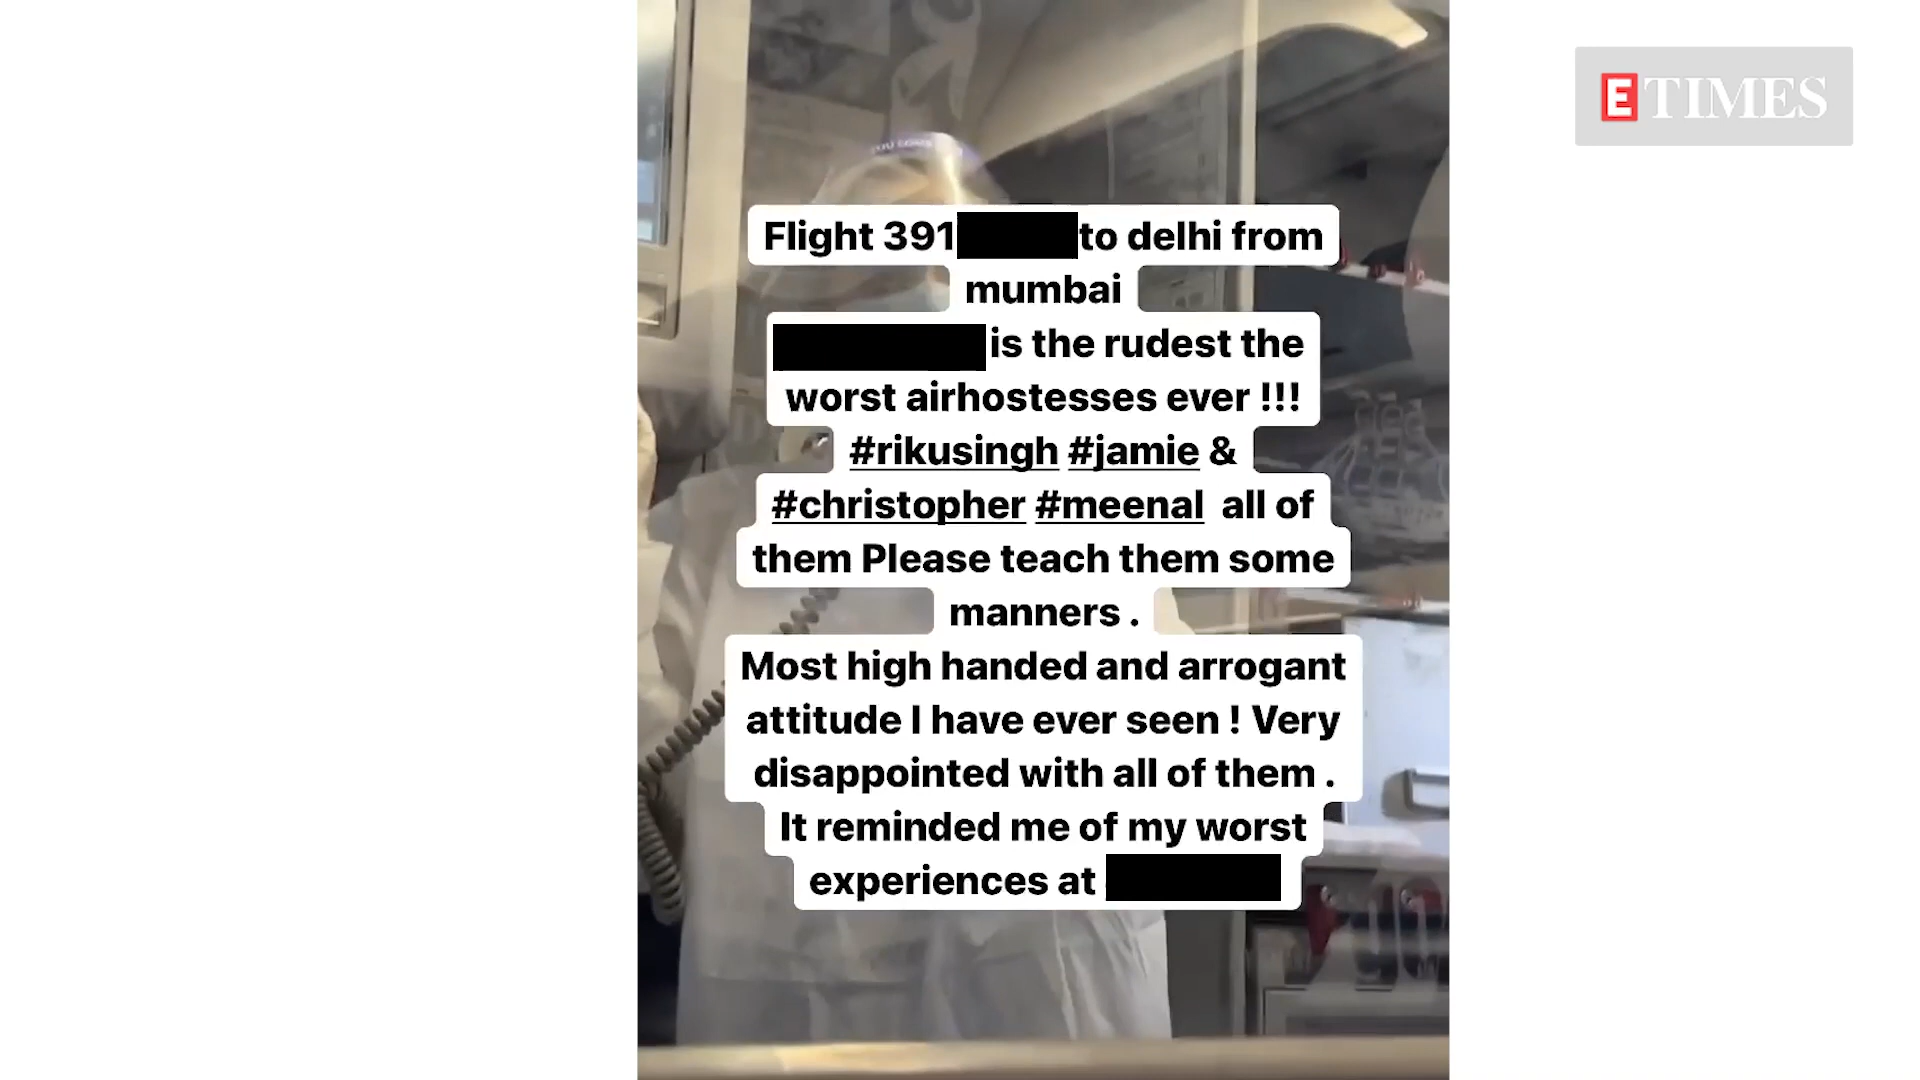 ETIMES
Flight 391 to delhi from
mumbai
is the rudest the
worst airhostesses ever !!!
#rikusingh #jamie &
#christopher #meenal all of
them Please teach them some
manners .
Most high handed and arrogant
attitude I have ever seen ! Very
disappointed with all of them .
It reminded me of my worst
experiences at